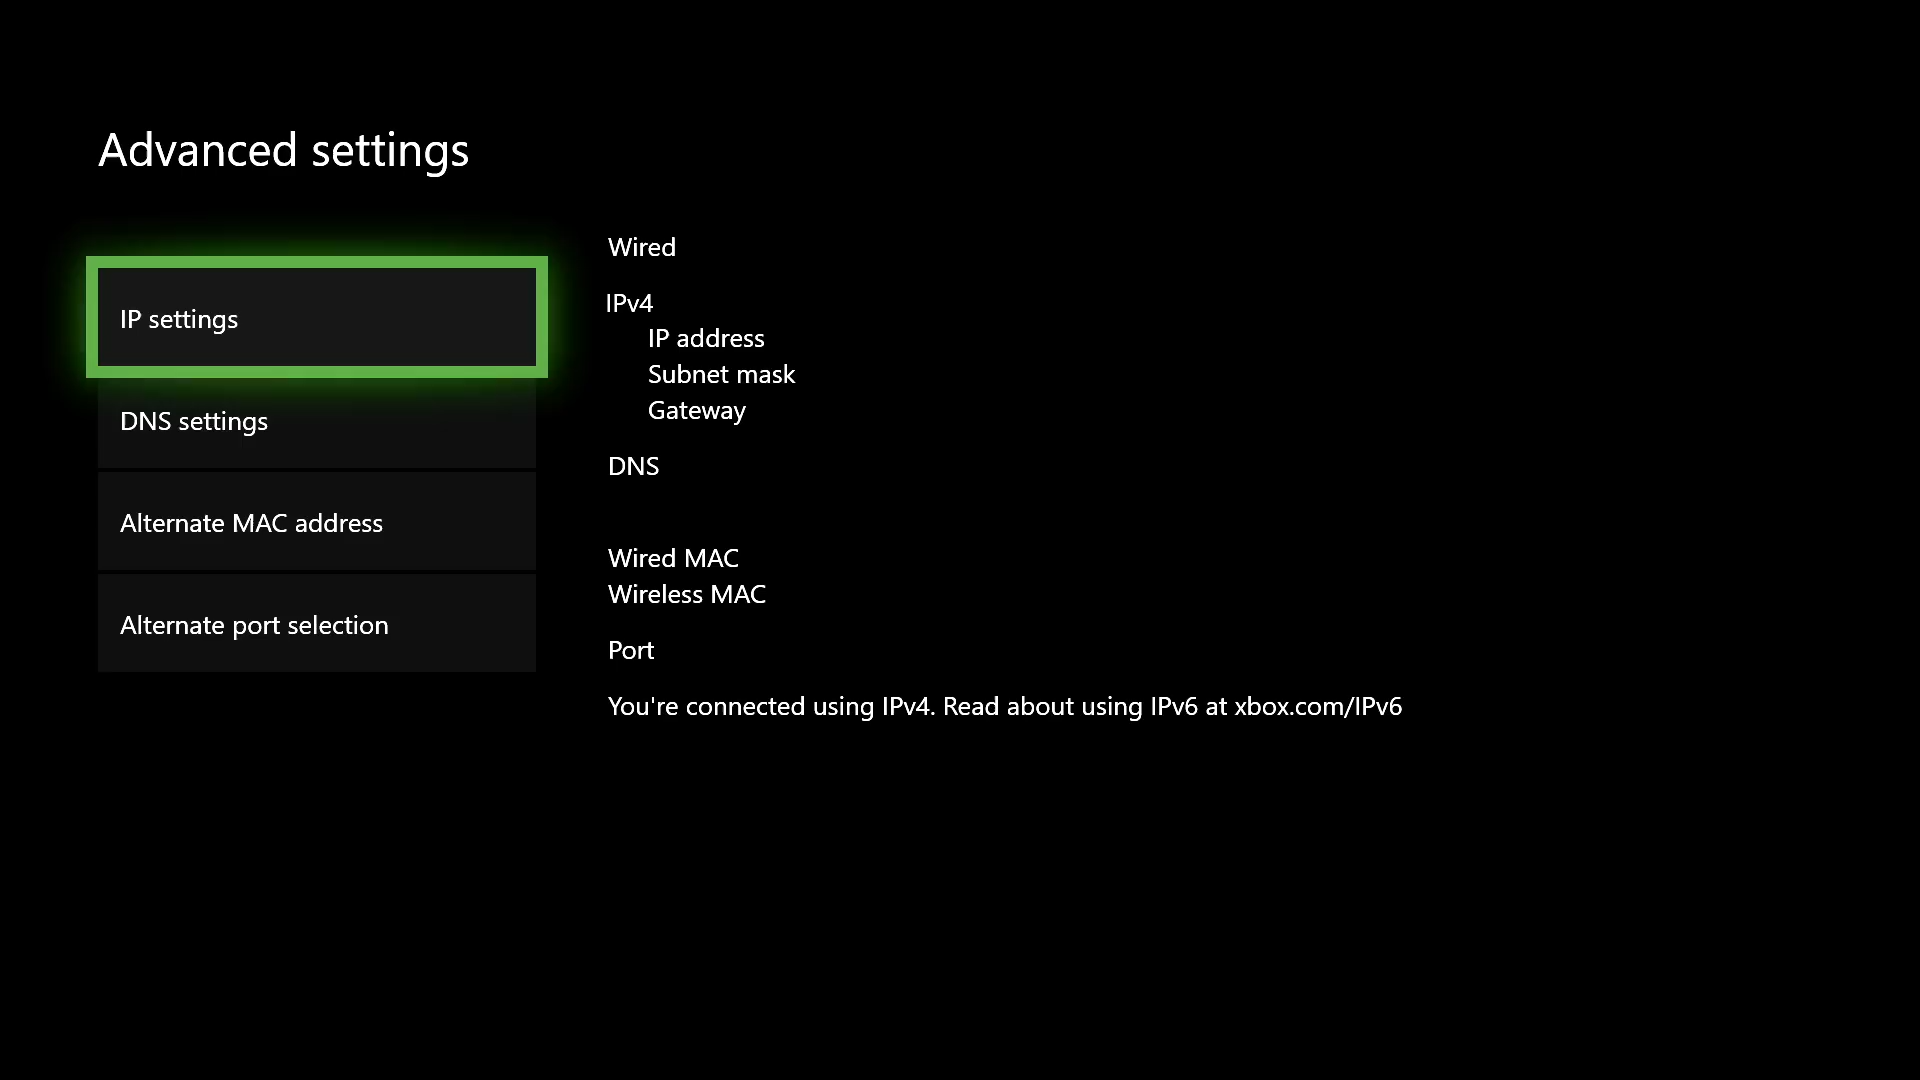 Advanced settings
IP settings
DNS settings
Alternate MAC address
Alternate port selection
Wired
IPv4
IP address
Subnet mask
Gateway
DNS
Wired MAC
Wireless MAC
Port
You're connected using IPv4. Read about using IPv6 at xbox.com/IPv6